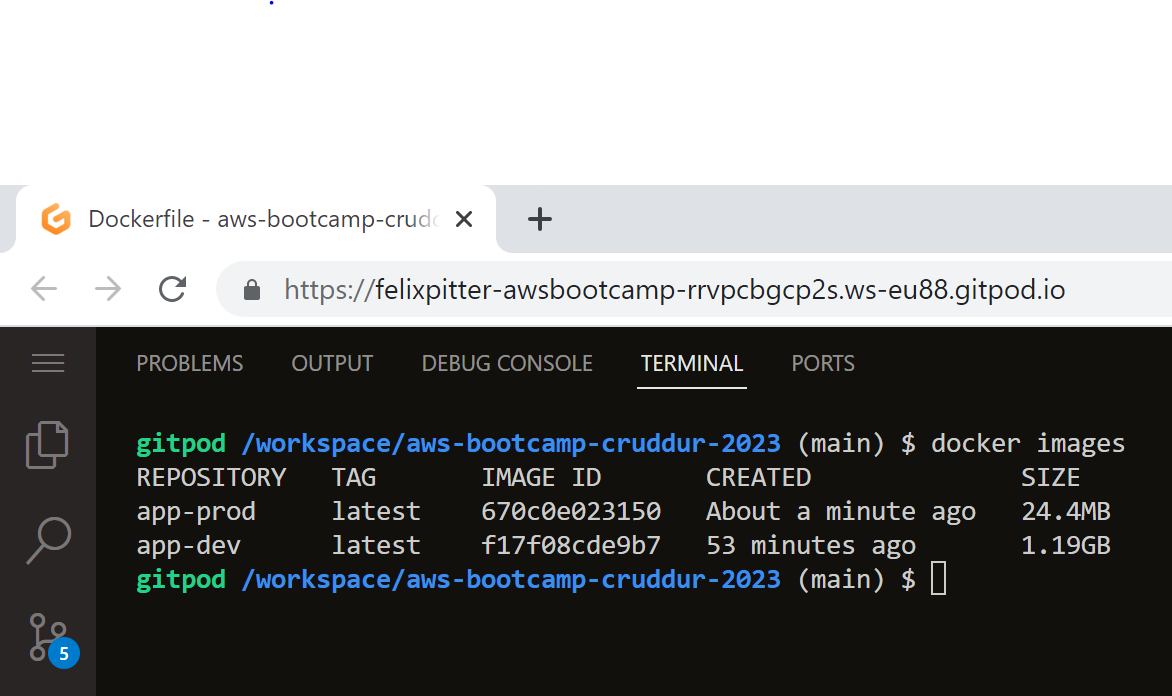 Dockerfile - aws-bootcamp-crudd
https://felixpitter-awsbootcamp-rrvpcbgcp2s.ws-eu88.gitpod.io
PROBLEMS OUTPUT DEBUG CONSOLE TERMINAL PORTS
gitpod /workspace/aws-bootcamp-cruddur-2023 (main) $ docker images
REPOSITORY TAG IMAGE ID CREATED SIZE
app-prod latest 670c0e023150 About a minute ago 24.4MB
app-dev latest f17f08cde9b7 53 minutes ago 1.19GB
gitpod /workspace/aws-bootcamp-cruddur-2023 (main) $
5